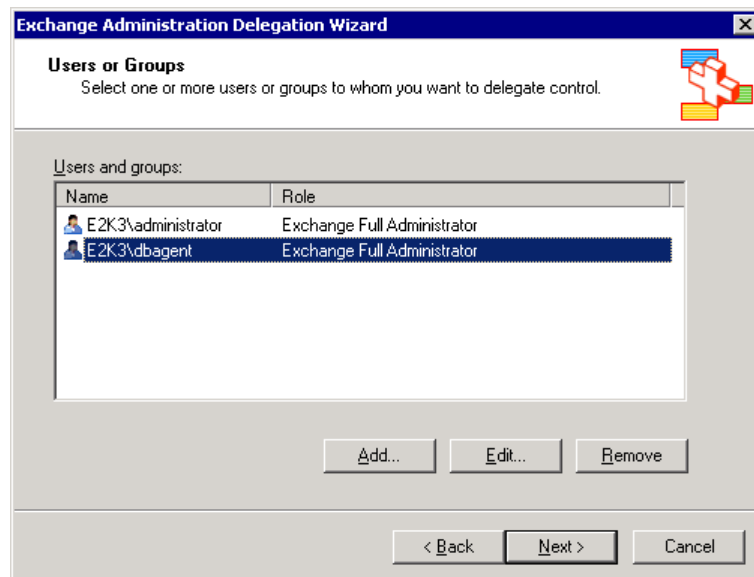 Exchange Administration Delegation Wizard
Users or Groups
Select one or more users or groups to whom you want to delegate control.
Users and groups:
Name Role
E2K3\administrator Exchange Full Administrator
E2K3\dbagent Exchange Full Administrator
Add... Edit... Remove
< Back Next > Cancel